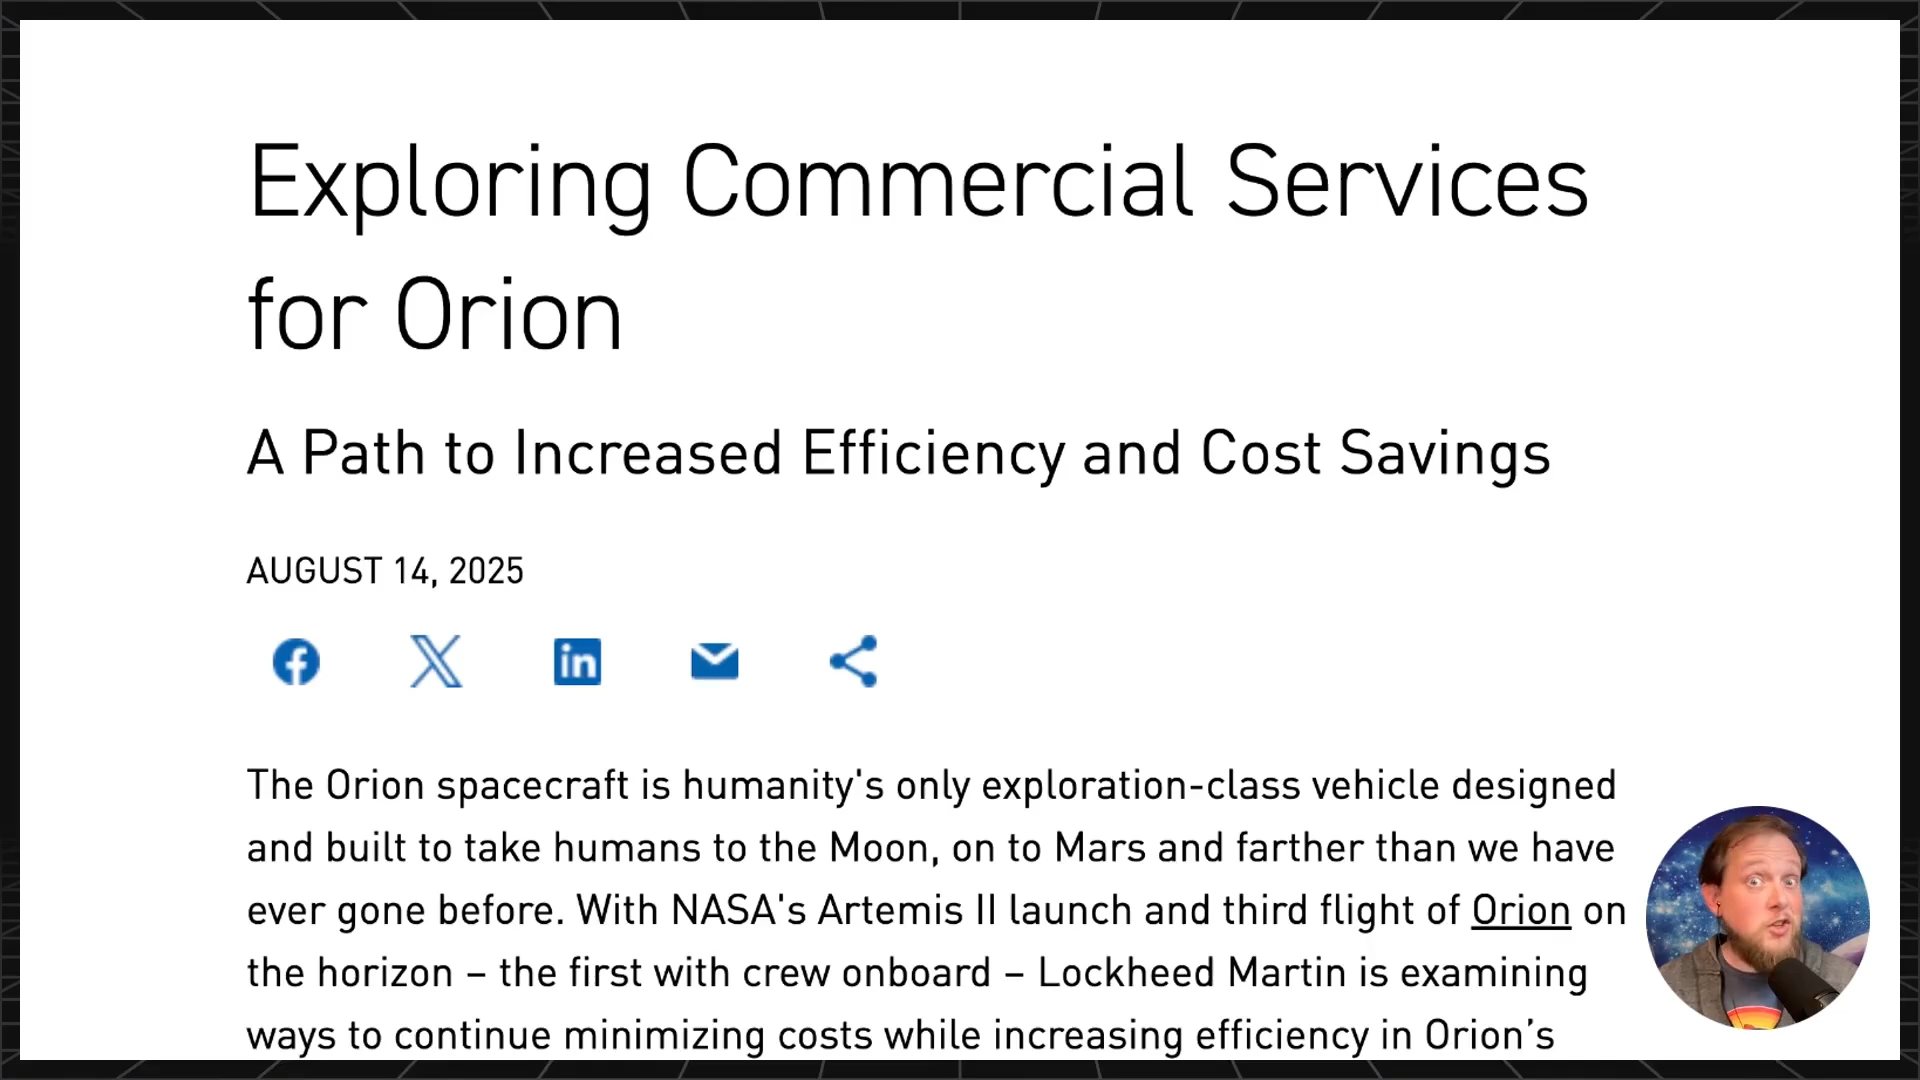 Exploring Commercial Services
for Orion
A Path to Increased Efficiency and Cost Savings
AUGUST 14, 2025
The Orion spacecraft is humanity's only exploration-class vehicle designed
and built to take humans to the Moon, on to Mars and farther than we have
ever gone before. With NASA's Artemis II launch and third flight of Orion on
the horizon – the first with crew onboard – Lockheed Martin is examining
ways to continue minimizing costs while increasing efficiency in Orion’s